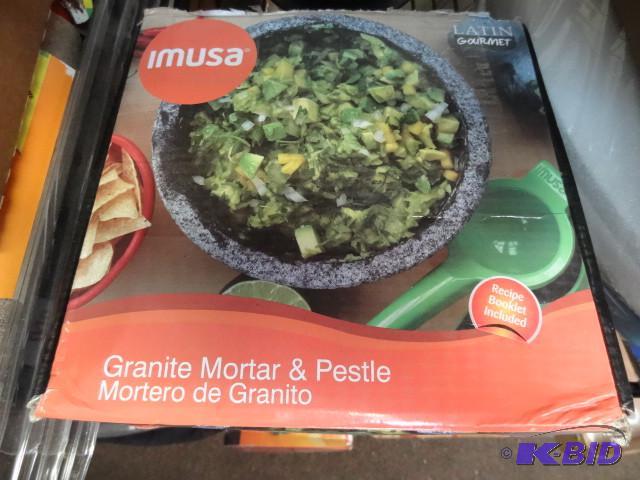 IMUSA®
LATIN
GOURMET
IMUSA
Recipe
Booklet
Included
Granite Mortar & Pestle
Mortero de Granito
© K-BID